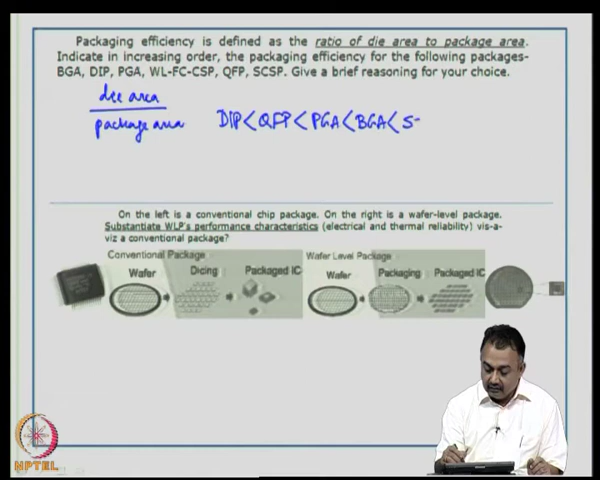 Packaging efficiency is defined as the ratio of die area to package area.
Indicate in increasing order, the packaging efficiency for the following packages-
BGA, DIP, PGA, WL-FC-CSP, QFP, SCSP. Give a brief reasoning for your choice.
die area
package area
DIP < QFP < PGA < BGA < S
On the left is a conventional chip package. On the right is a wafer-level package.
Substantiate WLP's performance characteristics (electrical and thermal reliability) vis-a-
viz a conventional package?
Conventional Package
Wafer Dicing Packaged IC
Wafer Level Package
Wafer Packaging Packaged IC
NPTEL